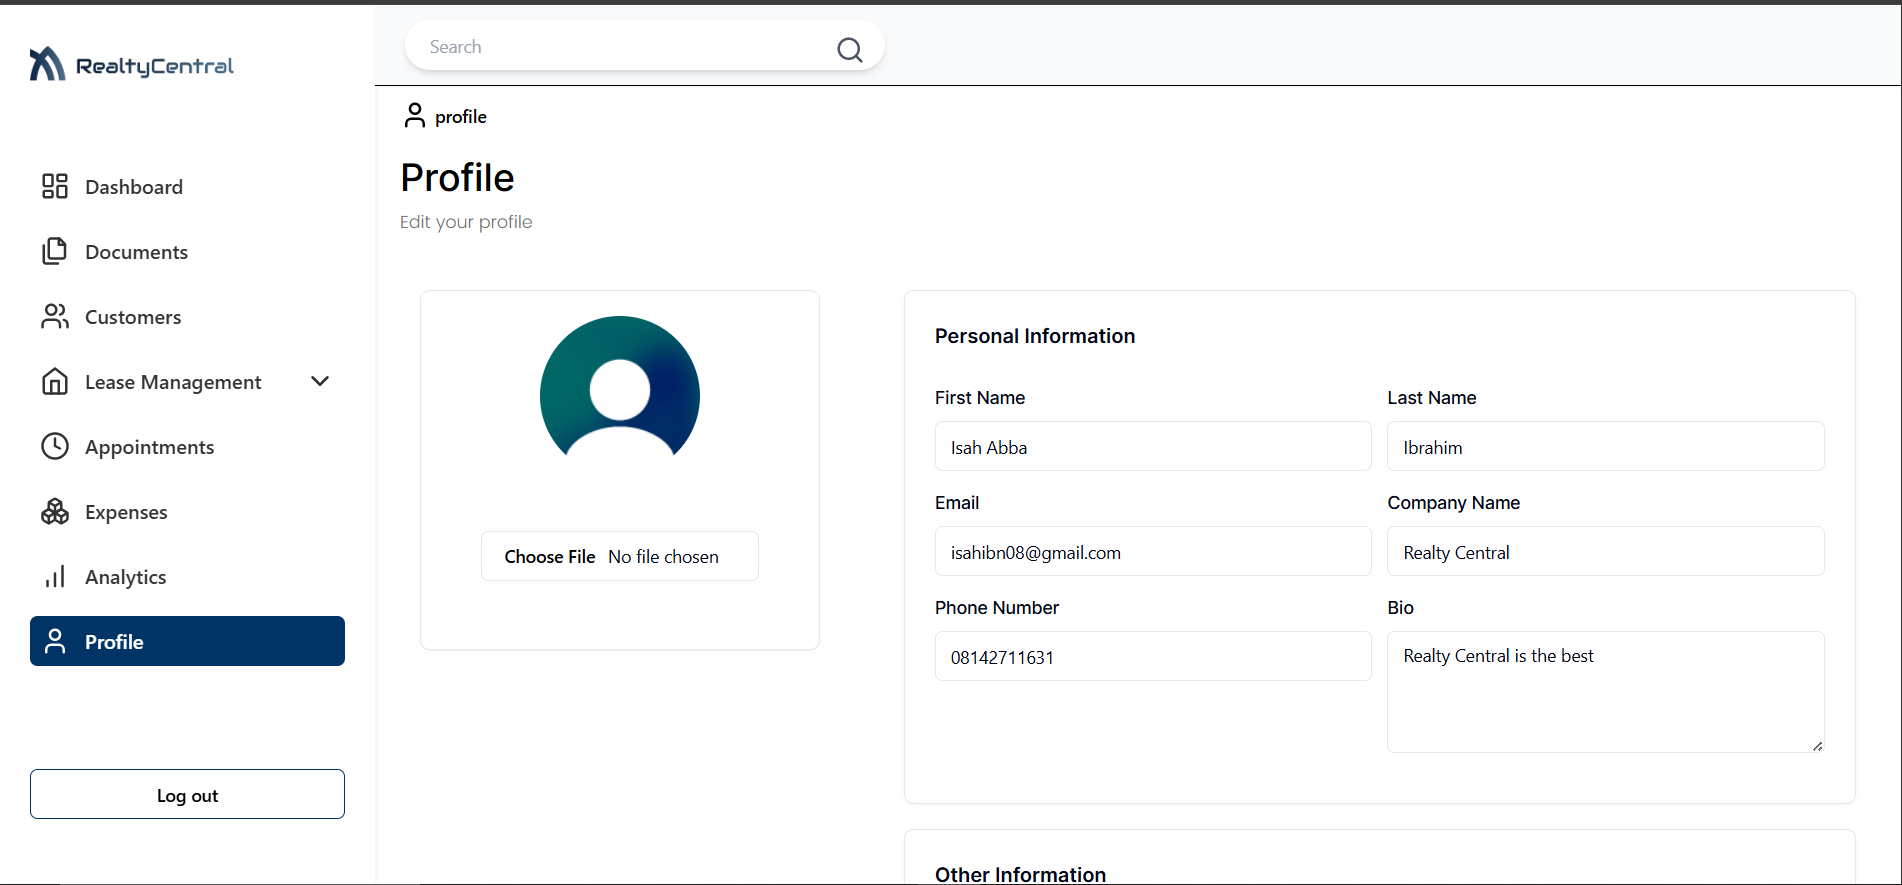 RealtyCentral
Dashboard
Documents
Customers
Lease Management
Appointments
Expenses
Analytics
Profile
Log out
Search
profile
Profile
Edit your profile
Choose File No file chosen
Personal Information
First Name
Last Name
Isah Abba
Ibrahim
Email
Company Name
isahibn08@gmail.com
Realty Central
Phone Number
Bio
08142711631
Realty Central is the best
Other Information